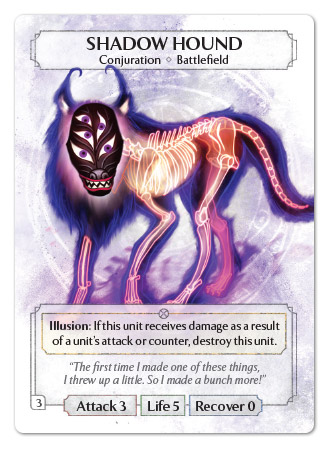 SHADOW HOUND
Conjuration ◇ Battlefield
Illusion: If this unit receives damage as a result
of a unit's attack or counter, destroy this unit.
"The first time I made one of these things,
I threw up a little. So I made a bunch more!"
3 Attack 3 Life 5 Recover 0